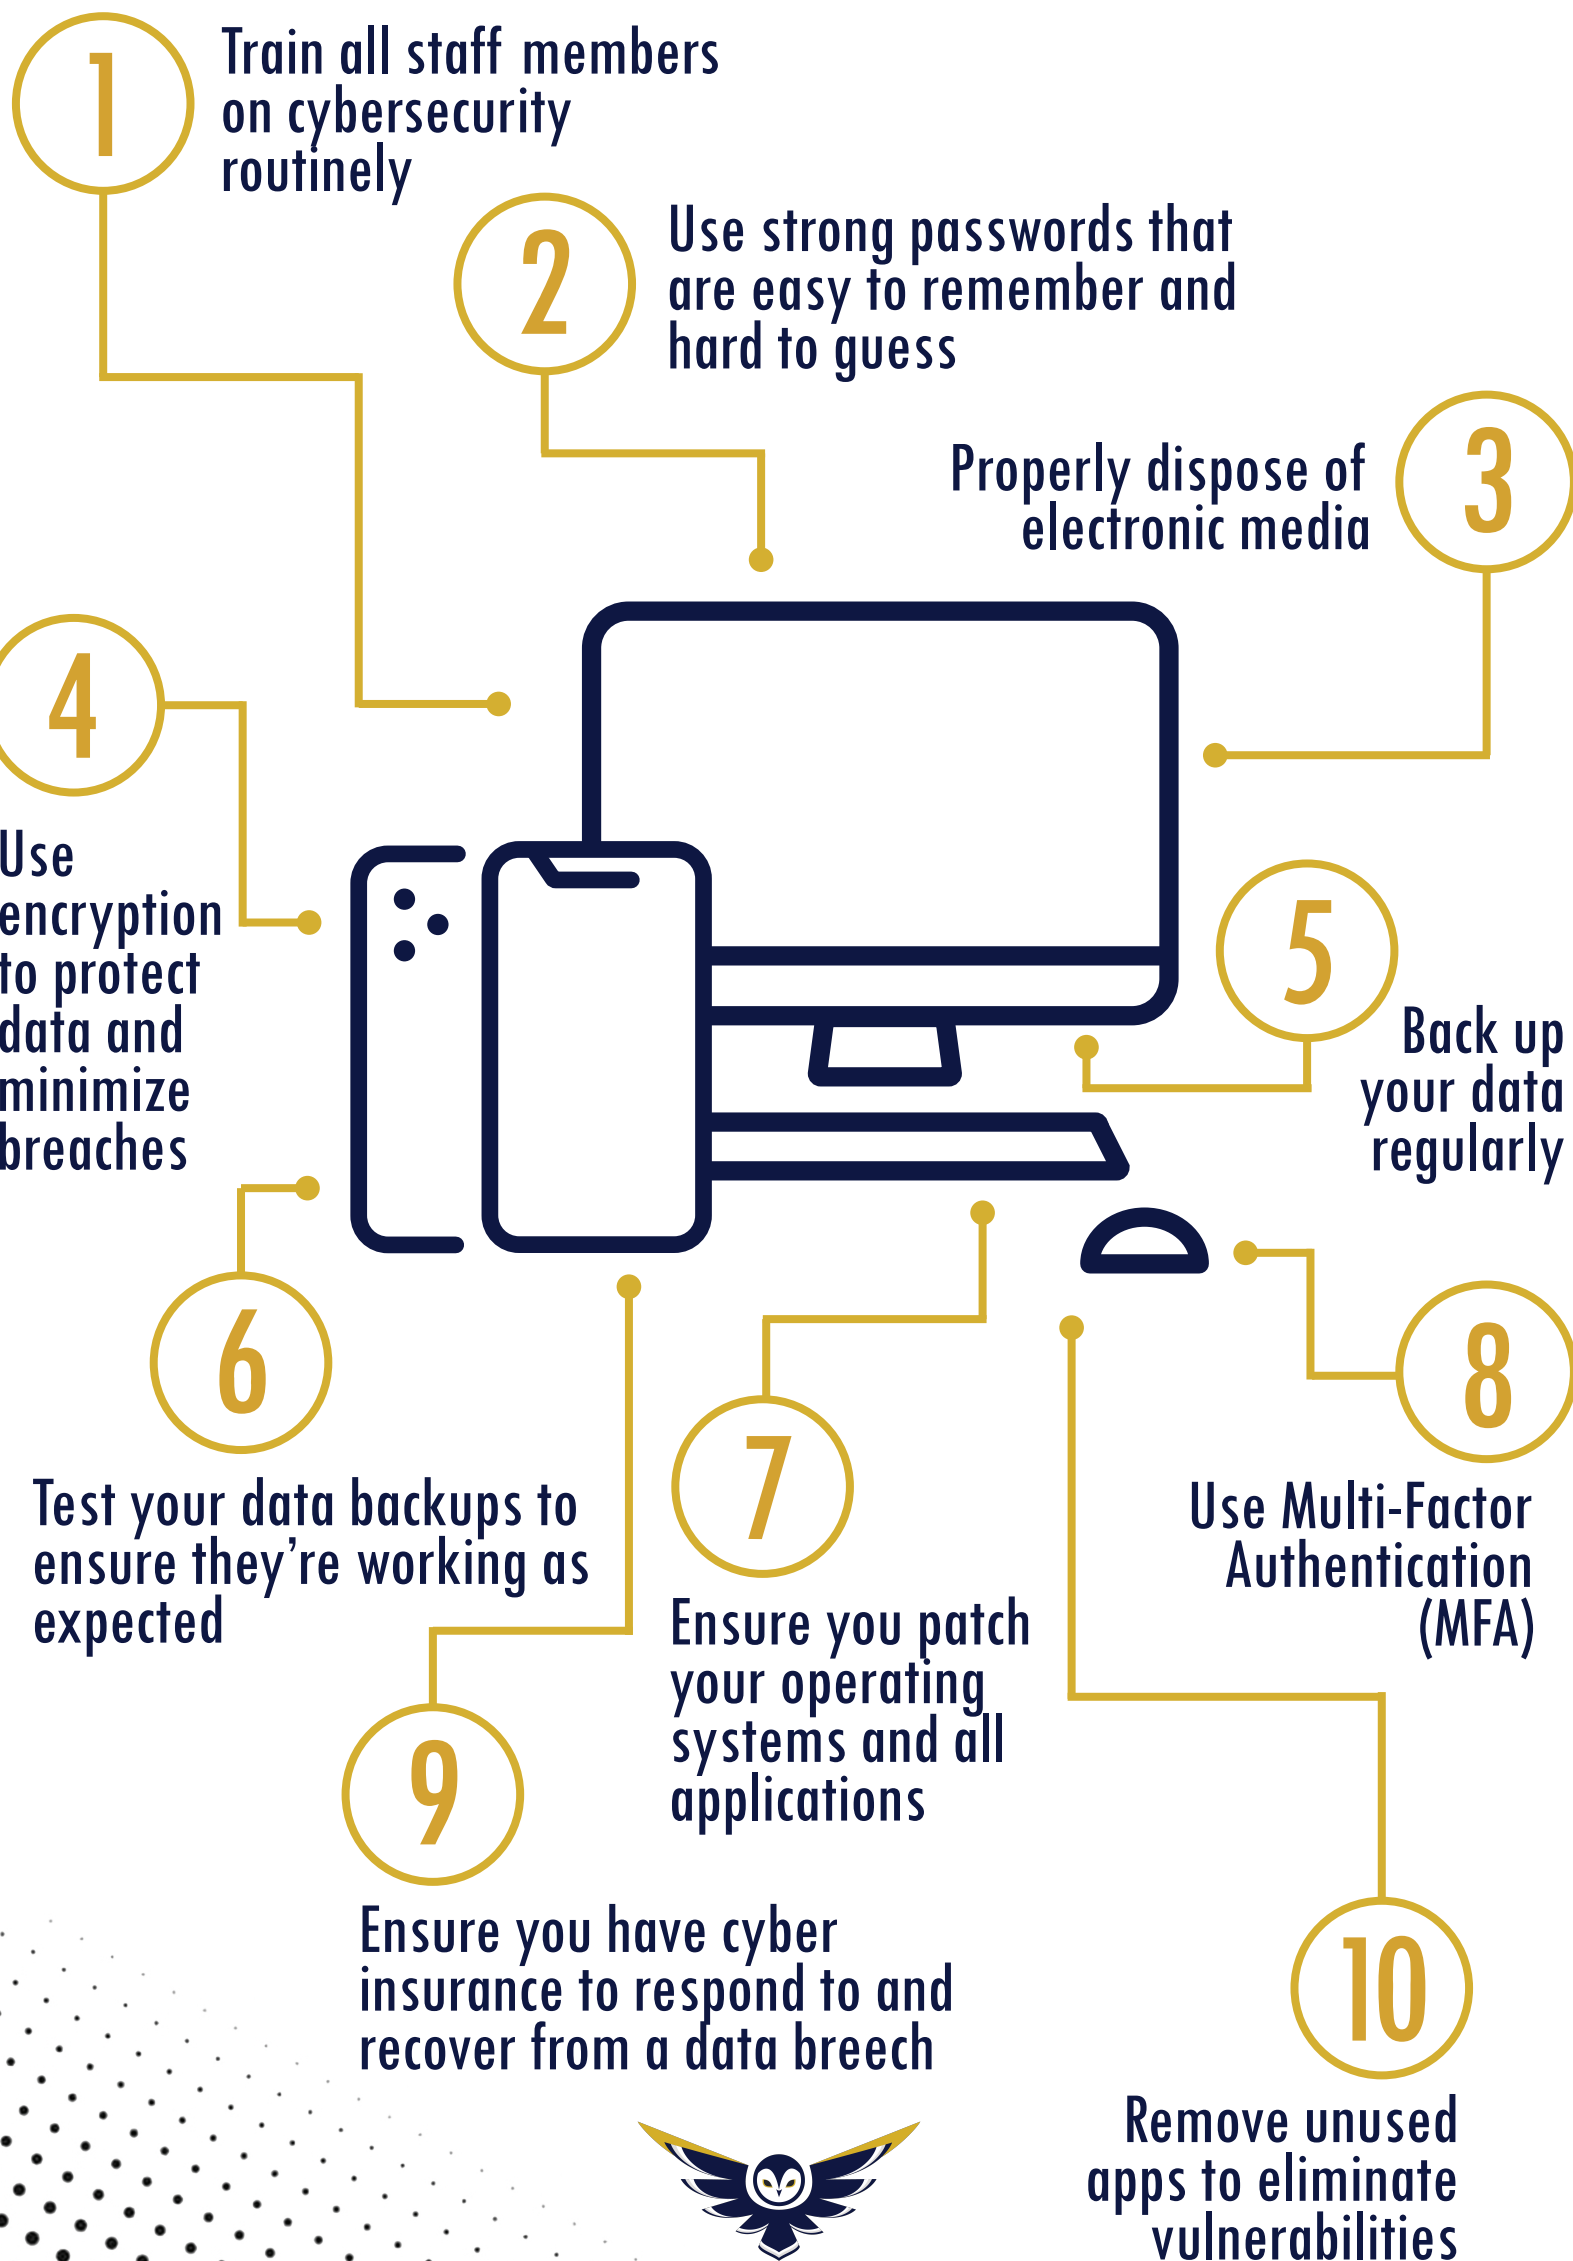 1
Train all staff members
on cybersecurity
routinely
2
Use strong passwords that
are easy to remember and
hard to guess
3
Properly dispose of
electronic media
4
Use
encryption
to protect
data and
minimize
breaches
5
Back up
your data
regularly
6
Test your data backups to
ensure they’re working as
expected
7
Ensure you patch
your operating
systems and all
applications
8
Use Multi-Factor
Authentication
(MFA)
9
Ensure you have cyber
insurance to respond to and
recover from a data breech
10
Remove unused
apps to eliminate
vulnerabilities